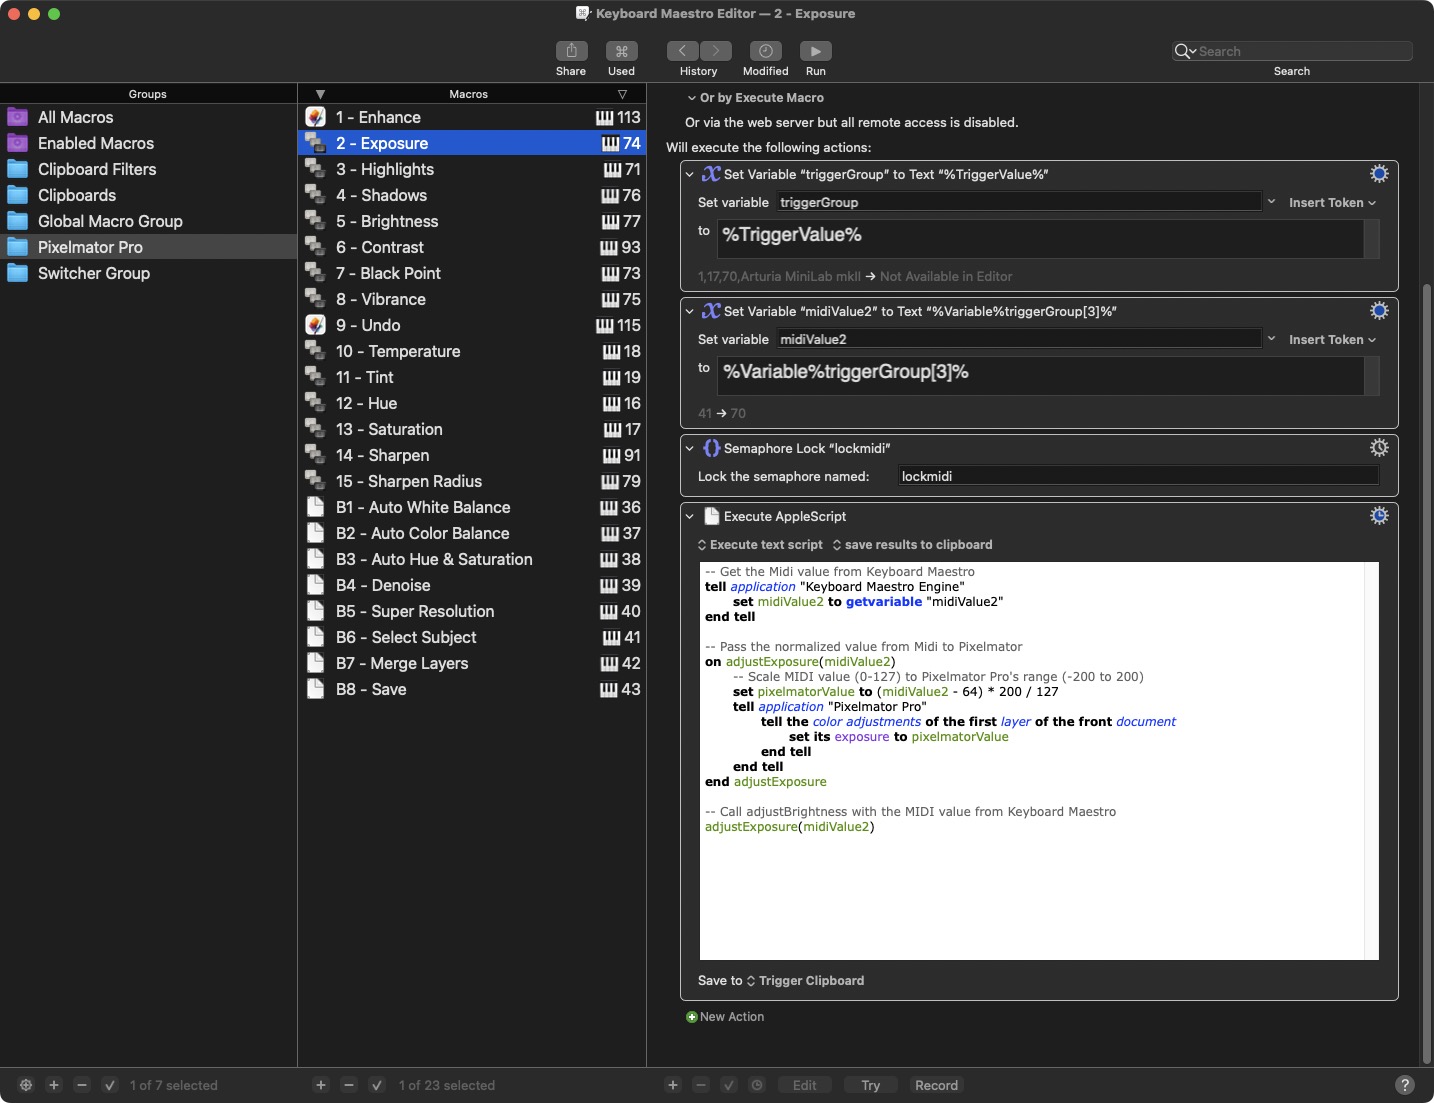 Keyboard Maestro Editor — 2 - Exposure
Share
Used
History
Modified
Run
Search
Search
Groups
All Macros
Enabled Macros
Clipboard Filters
Clipboards
Global Macro Group
Pixelmator Pro
Switcher Group
Macros
1 - Enhance 113
2 - Exposure 74
3 - Highlights 71
4 - Shadows 76
5 - Brightness 77
6 - Contrast 93
7 - Black Point 73
8 - Vibrance 75
9 - Undo 115
10 - Temperature 18
11 - Tint 19
12 - Hue 16
13 - Saturation 17
14 - Sharpen 91
15 - Sharpen Radius 79
B1 - Auto White Balance 36
B2 - Auto Color Balance 37
B3 - Auto Hue & Saturation 38
B4 - Denoise 39
B5 - Super Resolution 40
B6 - Select Subject 41
B7 - Merge Layers 42
B8 - Save 43
Or by Execute Macro
Or via the web server but all remote access is disabled.
Will execute the following actions:
Set Variable “triggerGroup” to Text “%TriggerValue%”
Set variable triggerGroup Insert Token
to %TriggerValue%
1,17,70,Arturia MiniLab mkII → Not Available in Editor
Set Variable “midiValue2” to Text “%Variable%triggerGroup[3]%”
Set variable midiValue2 Insert Token
to %Variable%triggerGroup[3]%
41 → 70
Semaphore Lock “lockmidi”
Lock the semaphore named: lockmidi
Execute AppleScript
Execute text script save results to clipboard
-- Get the Midi value from Keyboard Maestro
tell application "Keyboard Maestro Engine"
set midiValue2 to getvariable "midiValue2"
end tell
-- Pass the normalized value from Midi to Pixelmator
on adjustExposure(midiValue2)
-- Scale MIDI value (0-127) to Pixelmator Pro's range (-200 to 200)
set pixelmatorValue to (midiValue2 - 64) * 200 / 127
tell application "Pixelmator Pro"
tell the color adjustments of the first layer of the front document
set its exposure to pixelmatorValue
end tell
end tell
end adjustExposure
-- Call adjustBrightness with the MIDI value from Keyboard Maestro
adjustExposure(midiValue2)
Save to Trigger Clipboard
New Action
1 of 7 selected
1 of 23 selected
Edit
Try
Record
?